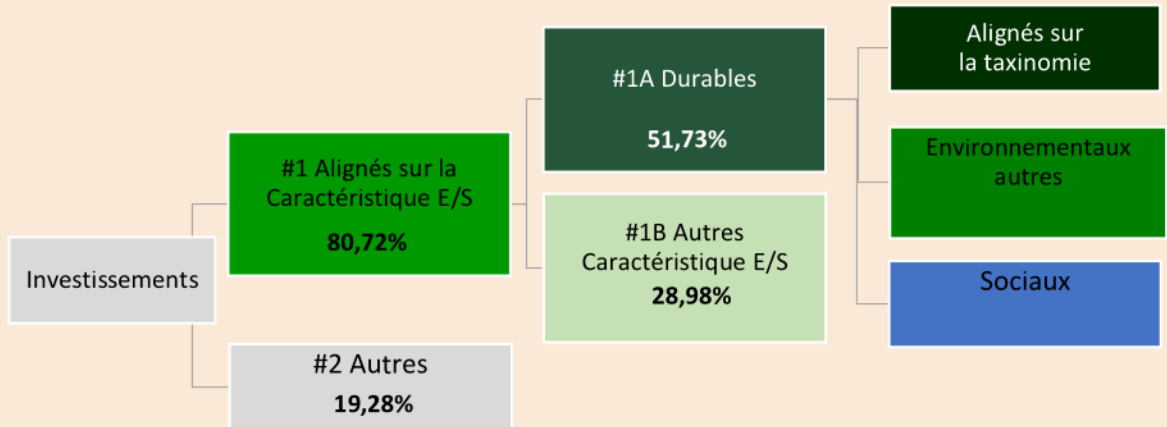 Investissements
#1 Alignés sur la
Caractéristique E/S
80,72%
#2 Autres
19,28%
#1A Durables
51,73%
#1B Autres
Caractéristique E/S
28,98%
Alignés sur
la taxinomie
Environnementaux
autres
Sociaux